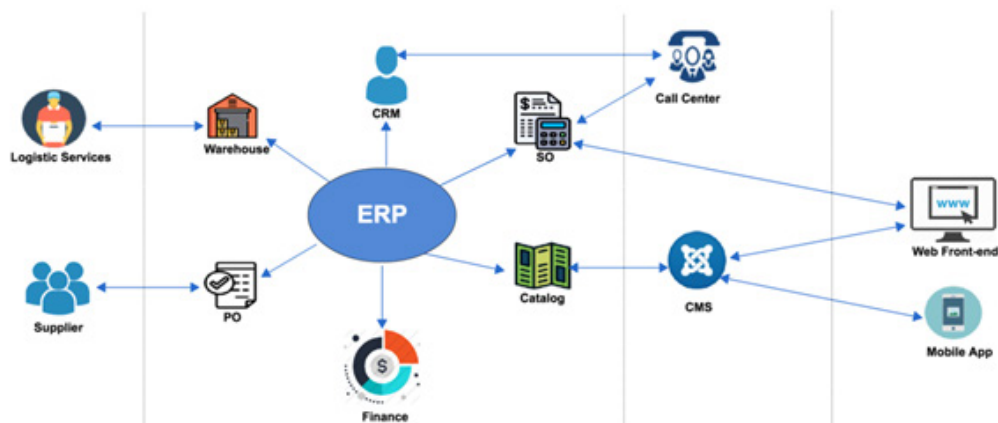 Call Center
CRM
$
SO
Logistic Services
Warehouse
ERP
www
Web Front-end
Catalog
CMS
Supplier
PO
$
Mobile App
Finance